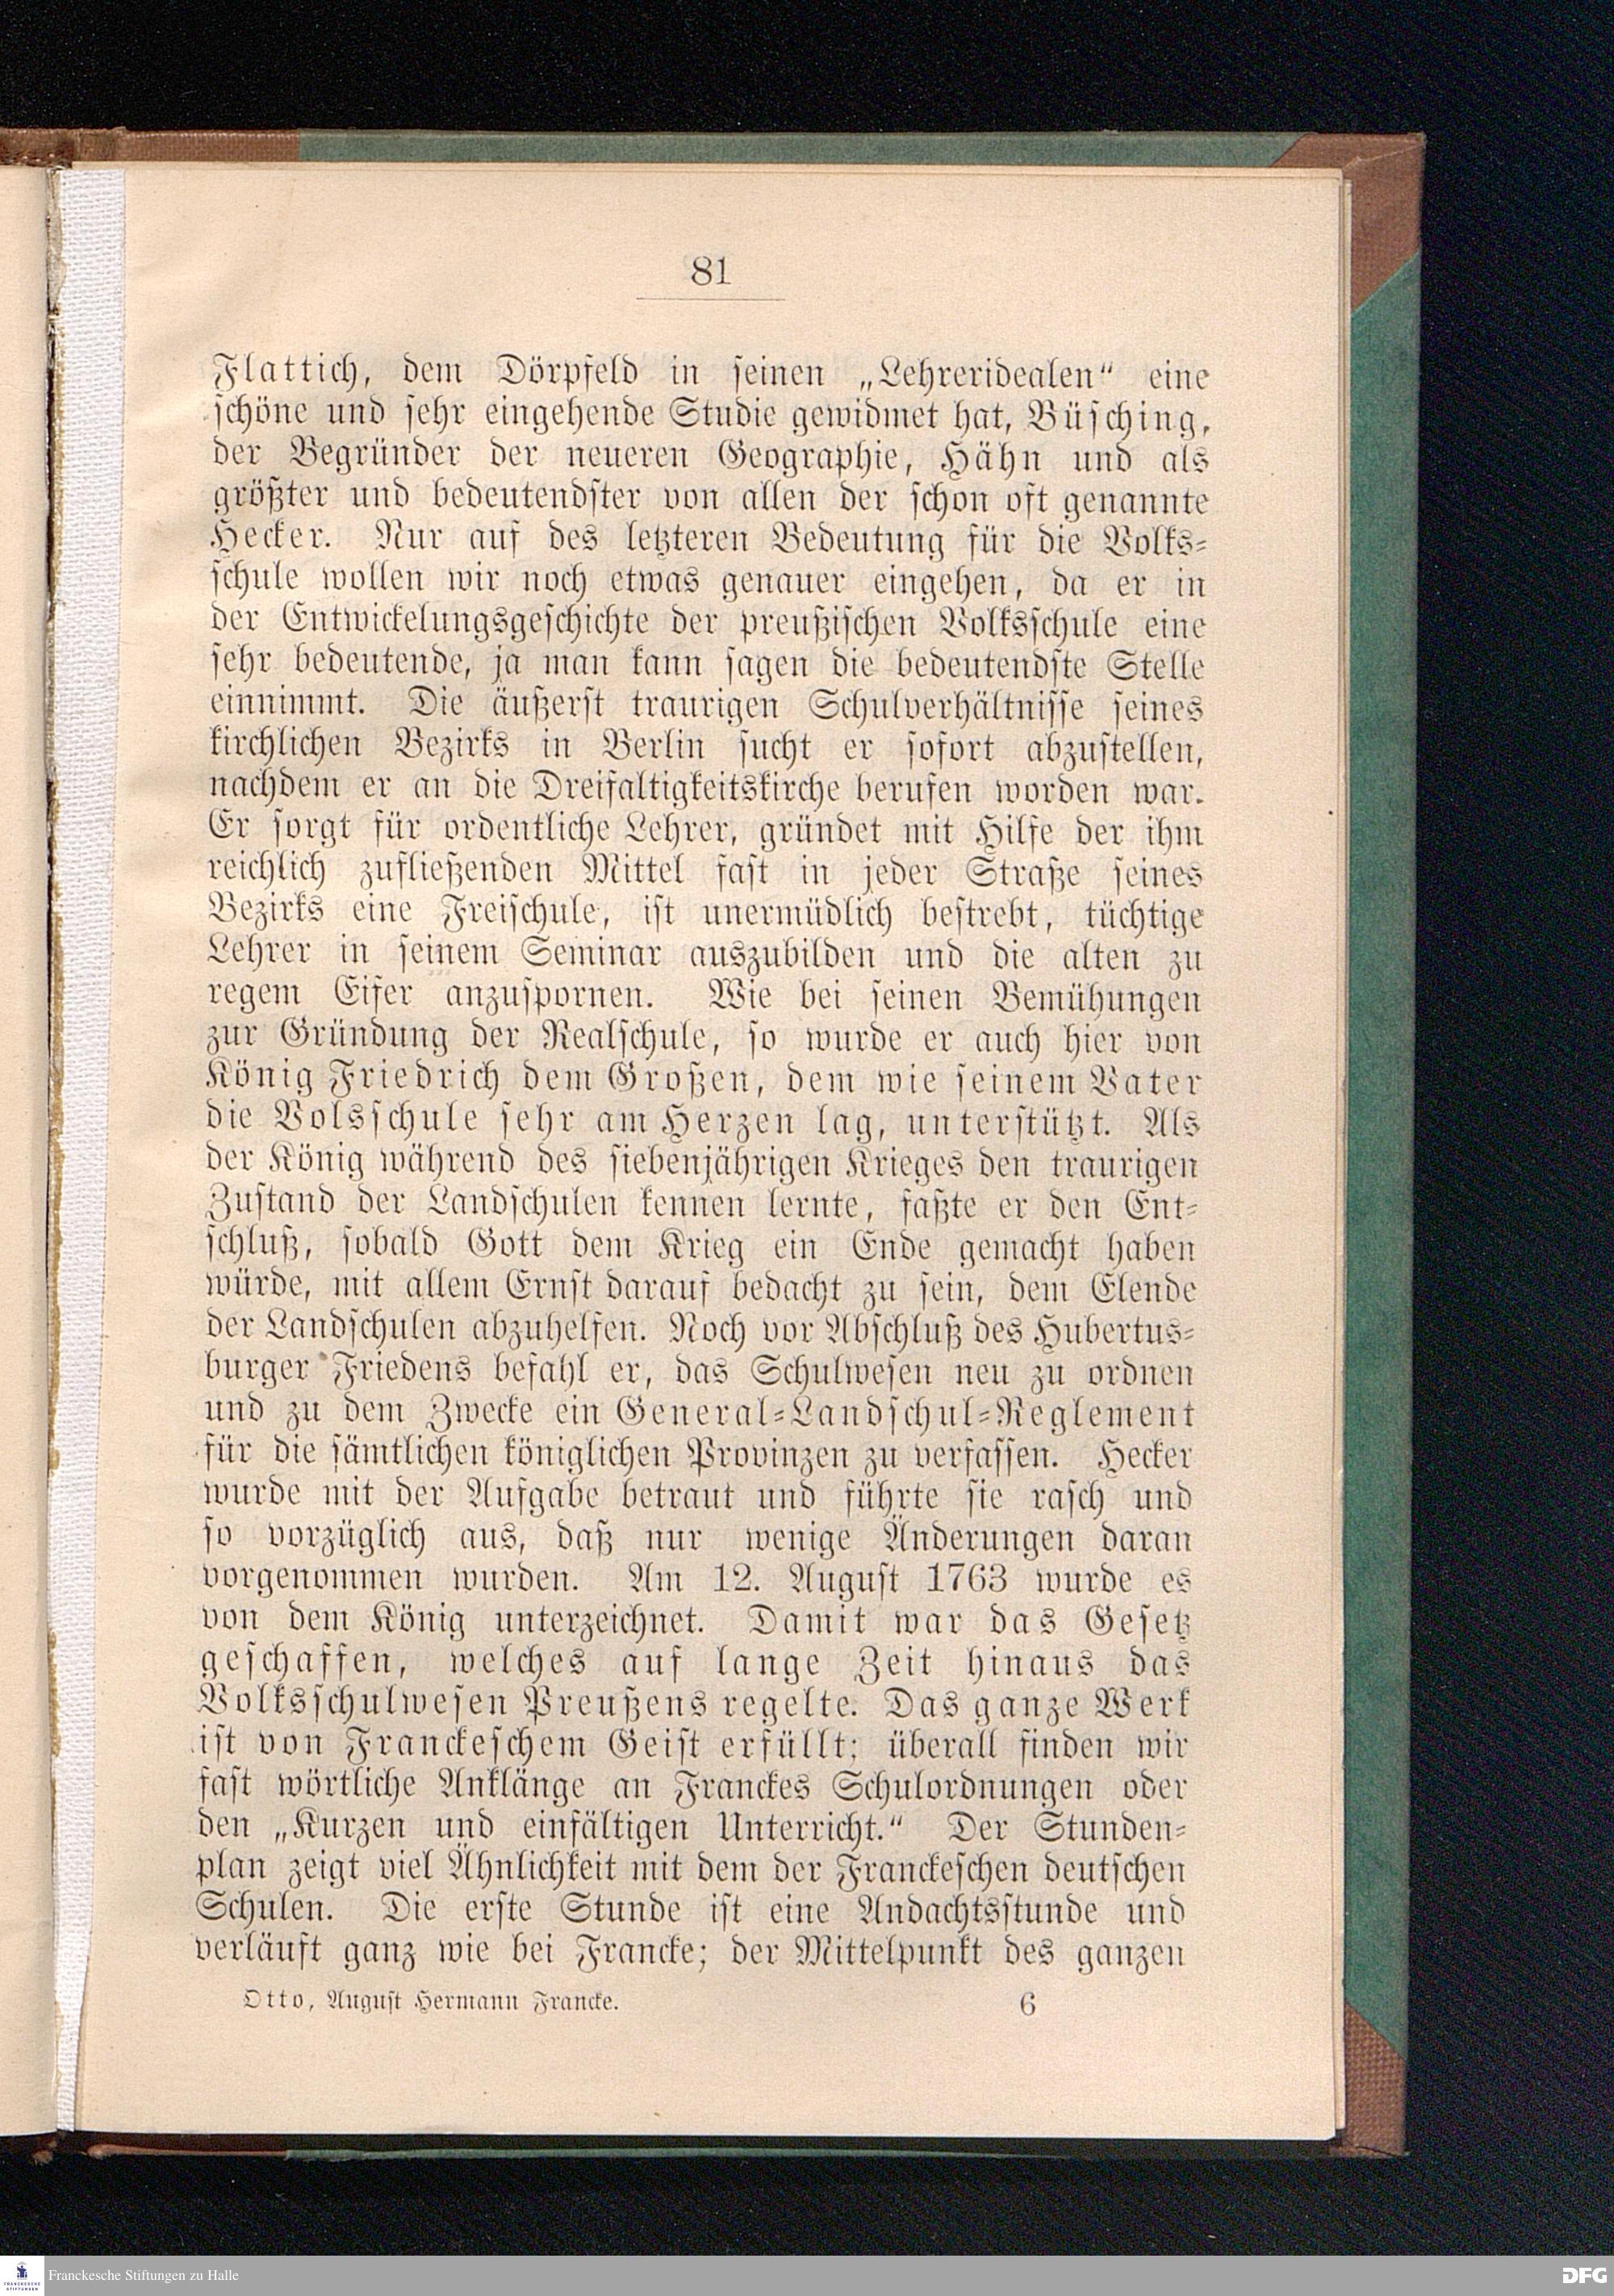 81
Flattich, dem Dörpfeld in seinen „Lehreridealen“ eine
schöne und sehr eingehende Studie gewidmet hat, Büsching,
der Begründer der neueren Geographie, Hähn und als
größter und bedeutendster von allen der schon oft genannte
Hecker. Nur auf des letzteren Bedeutung für die Volks-
schule wollen wir noch etwas genauer eingehen, da er in
der Entwickelungsgeschichte der preußischen Volksschule eine
sehr bedeutende, ja man kann sagen die bedeutendste Stelle
einnimmt. Die äußerst traurigen Schulverhältnisse seines
kirchlichen Bezirks in Berlin sucht er sofort abzustellen,
nachdem er an die Dreifaltigkeitskirche berufen worden war.
Er sorgt für ordentliche Lehrer, gründet mit Hilfe der ihm
reichlich zufließenden Mittel fast in jeder Straße seines
Bezirks eine Freischule, ist unermüdlich bestrebt, tüchtige
Lehrer in seinem Seminar auszubilden und die alten zu
regem Eifer anzuspornen. Wie bei seinen Bemühungen
zur Gründung der Realschule, so wurde er auch hier von
König Friedrich dem Großen, dem wie seinem Vater
die Volsschule sehr am Herzen lag, unterstützt. Als
der König während des siebenjährigen Krieges den traurigen
Zustand der Landschulen kennen lernte, faßte er den Ent-
schluß, sobald Gott dem Krieg ein Ende gemacht haben
würde, mit allem Ernst darauf bedacht zu sein, dem Elende
der Landschulen abzuhelfen. Noch vor Abschluß des Hubertus-
burger Friedens befahl er, das Schulwesen neu zu ordnen
und zu dem Zwecke ein General-Landschul-Reglement
für die sämtlichen königlichen Provinzen zu verfassen. Hecker
wurde mit der Aufgabe betraut und führte sie rasch und
so vorzüglich aus, daß nur wenige Änderungen daran
vorgenommen wurden. Am 12. August 1763 wurde es
von dem König unterzeichnet. Damit war das Gesetz
geschaffen, welches auf lange Zeit hinaus das
Volksschulwesen Preußens regelte. Das ganze Werk
ist von Franckeschem Geist erfüllt; überall finden wir
fast wörtliche Anklänge an Franckes Schulordnungen oder
den „Kurzen und einfältigen Unterricht.“ Der Stunden-
plan zeigt viel Ähnlichkeit mit dem der Franckeschen deutschen
Schulen. Die erste Stunde ist eine Andachtsstunde und
verläuft ganz wie bei Francke; der Mittelpunkt des ganzen
Otto, August Hermann Francke. 6
FRANCKESCHE
STIFTUNGEN
Franckesche Stiftungen zu Halle
DFG